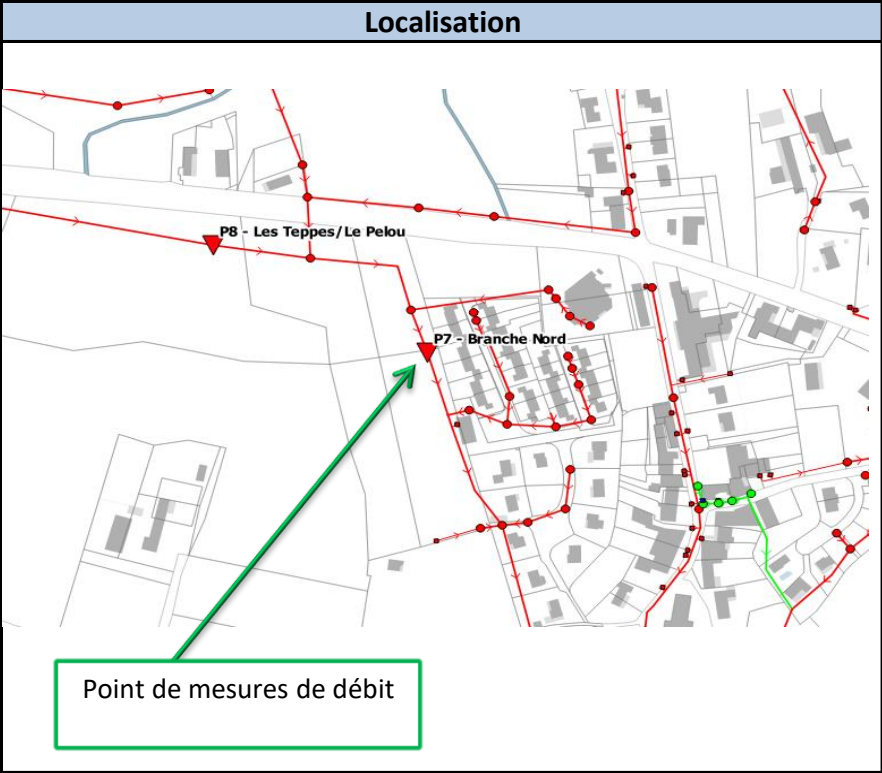 Localisation
P8 - Les Teppes/Le Pelou
P7 - Branche Nord
Point de mesures de débit